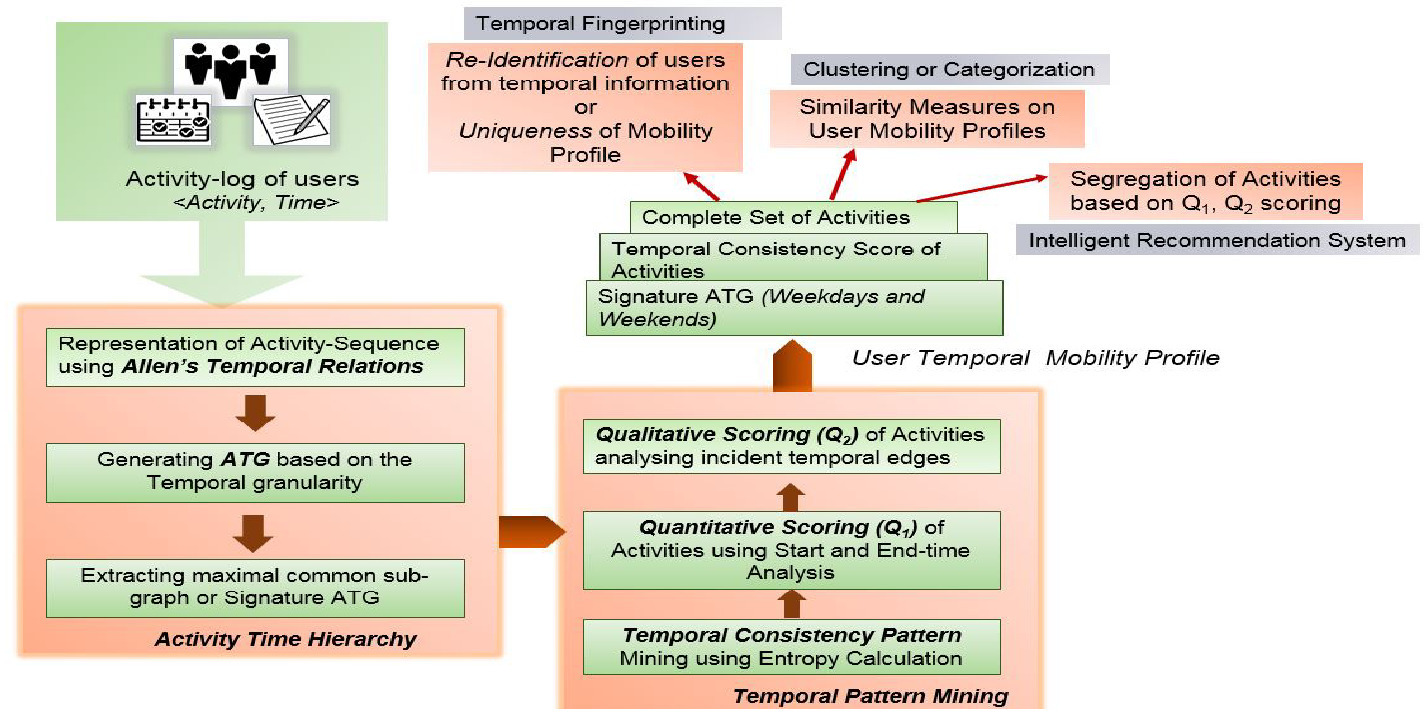 Temporal Fingerprinting
Re-Identification of users
from temporal information
or
Uniqueness of Mobility
Profile
Clustering or Categorization
Similarity Measures on
User Mobility Profiles
Segregation of Activities
based on Q1, Q2 scoring
Intelligent Recommendation System
Activity-log of users
<Activity, Time>
Complete Set of Activities
Temporal Consistency Score of
Activities
Signature ATG (Weekdays and
Weekends)
User Temporal Mobility Profile
Representation of Activity-Sequence
using Allen's Temporal Relations
Generating ATG based on the
Temporal granularity
Extracting maximal common sub-
graph or Signature ATG
Activity Time Hierarchy
Qualitative Scoring (Q2) of Activities
analysing incident temporal edges
Quantitative Scoring (Q1) of
Activities using Start and End-time
Analysis
Temporal Consistency Pattern
Mining using Entropy Calculation
Temporal Pattern Mining